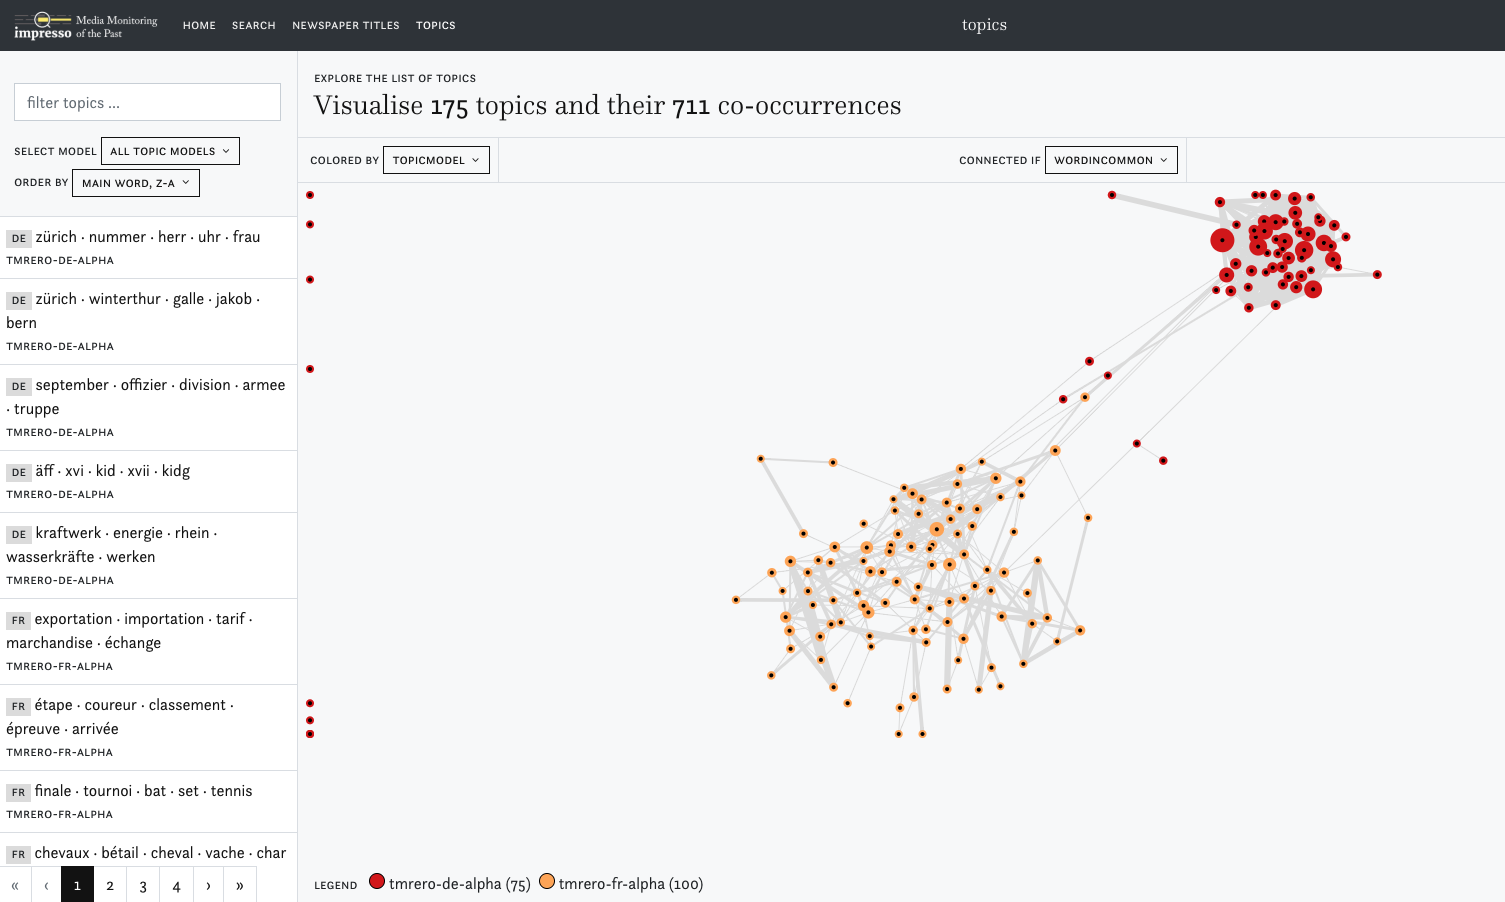 impresso Media Monitoring of the Past
HOME SEARCH NEWSPAPER TITLES TOPICS
topics
filter topics ...
SELECT MODEL ALL TOPIC MODELS
ORDER BY MAIN WORD, Z-A
DE zürich · nummer · herr · uhr · frau
TMRERO-DE-ALPHA
DE zürich · winterthur · galle · jakob ·
bern
TMRERO-DE-ALPHA
DE september · offizier · division · armee
· truppe
TMRERO-DE-ALPHA
DE äff · xvi · kid · xvii · kidg
TMRERO-DE-ALPHA
DE kraftwerk · energie · rhein ·
wasserkräfte · werken
TMRERO-DE-ALPHA
FR exportation · importation · tarif ·
marchandise · échange
TMRERO-FR-ALPHA
FR étape · coureur · classement ·
épreuve · arrivée
TMRERO-FR-ALPHA
FR finale · tournoi · bat · set · tennis
TMRERO-FR-ALPHA
FR chevaux · bétail · cheval · vache · char
« ‹ 1 2 3 4 › »
EXPLORE THE LIST OF TOPICS
Visualise 175 topics and their 711 co-occurrences
COLORED BY TOPICMODEL
CONNECTED IF WORDINCOMMON
LEGEND tmrero-de-alpha (75) tmrero-fr-alpha (100)